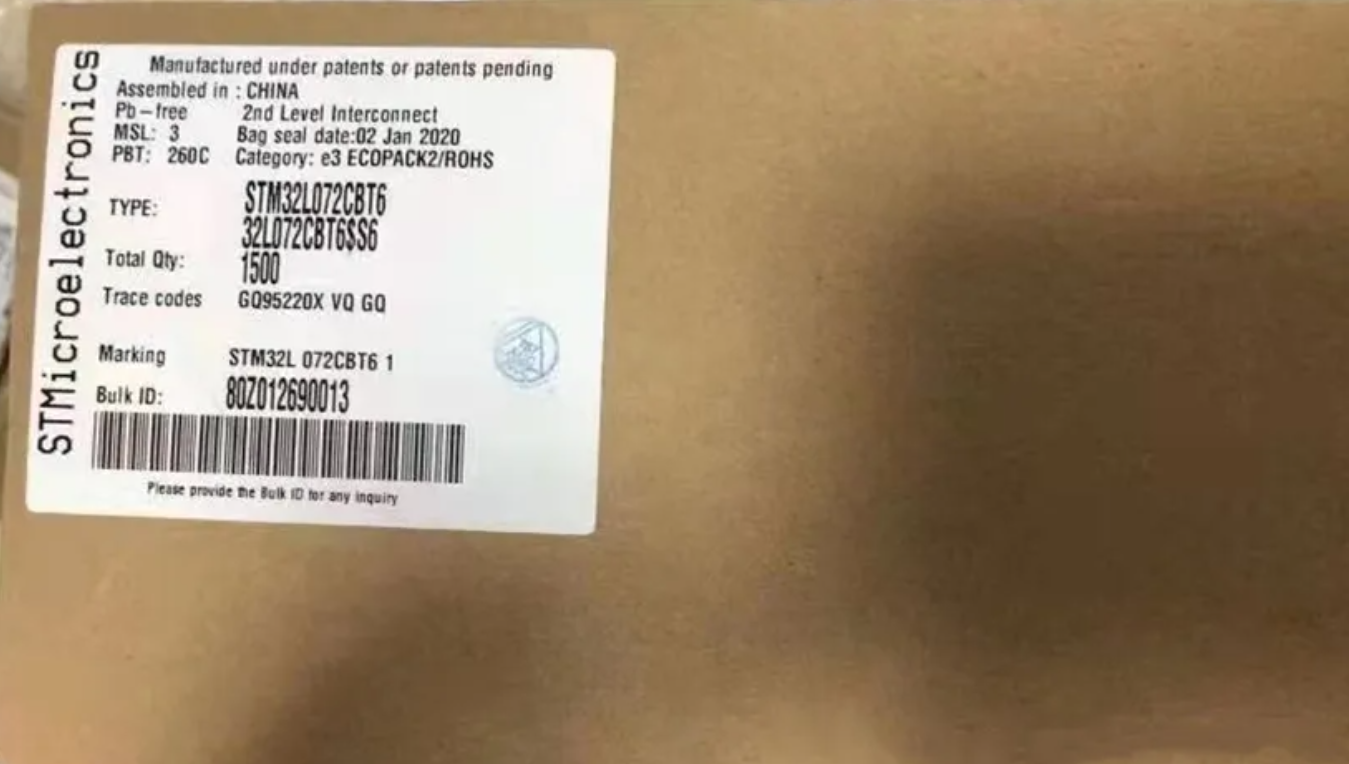 STMicroelectronics
Manufactured under patents or patents pending
Assembled in : CHINA
Pb-free 2nd Level Interconnect
MSL: 3 Bag seal date:02 Jan 2020
PBT: 260C Category: e3 ECOPACK2/ROHS
TYPE: STM32L072CBT6
32L072CBT6$S6
Total Qty: 1500
Trace codes GQ95220X VQ GQ
Marking STM32L 072CBT6 1
Bulk ID: 80Z012690013
Please provide the Bulk ID for any inquiry